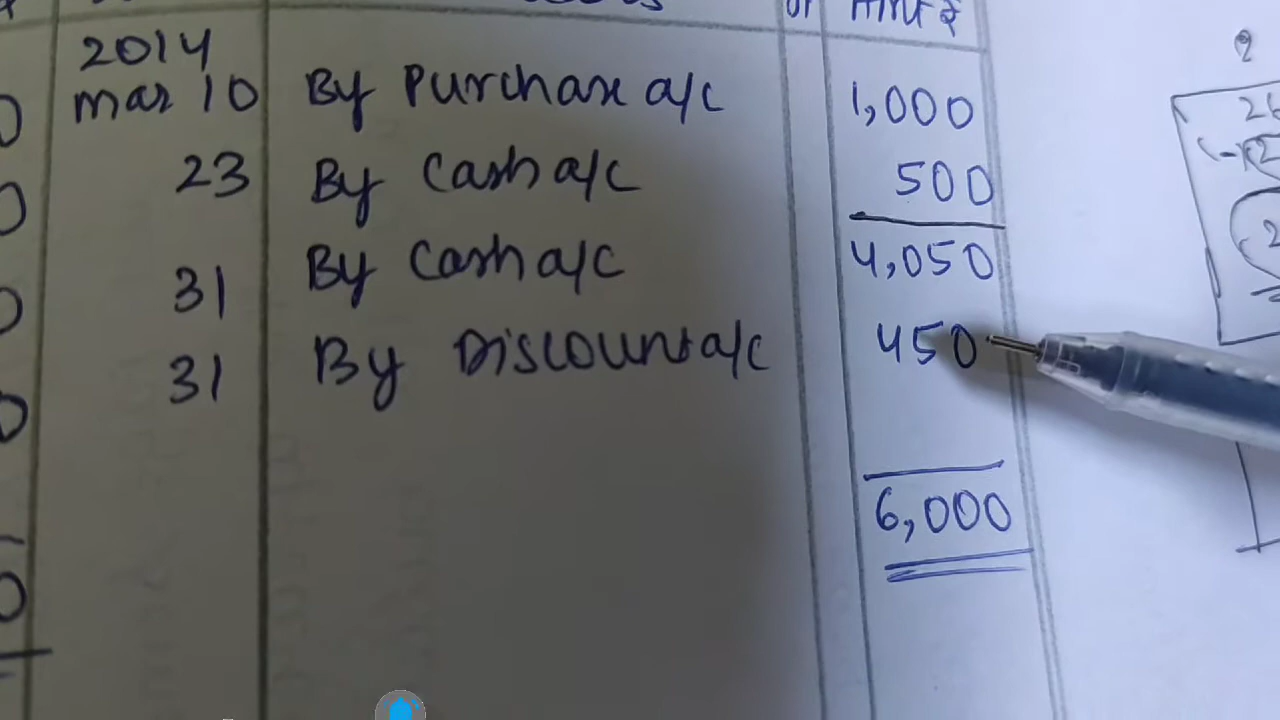 2014
Mar 10 By Purchase a/c 1,000
23 By Cash a/c 500
31 By Cash a/c 4,050
31 By Discount a/c 450
6,000